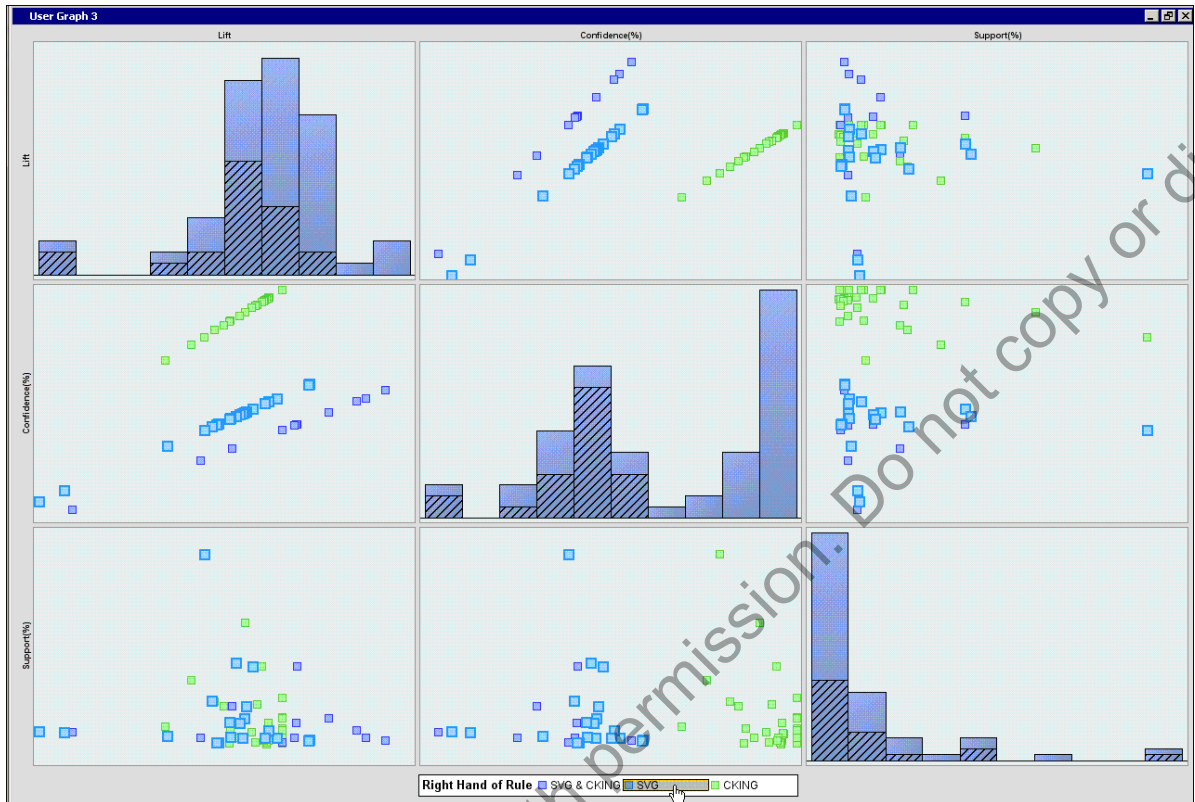 User Graph 3
Lift Confidence(%) Support(%)
Lift
Confidence(%)
Support(%)
Right Hand of Rule SVG & CKING SVG CKING
permission. Do not copy or